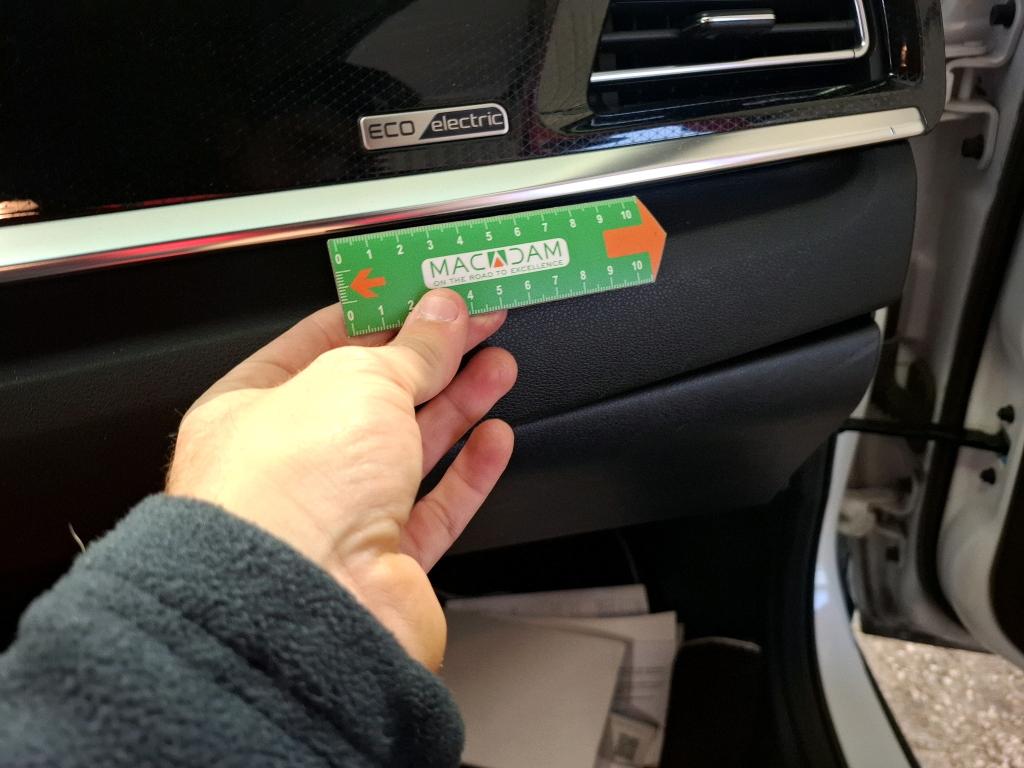 ECO electric
0 1 2 3 4 5 6 7 8 9 10
MACADAM
ON THE ROAD TO EXCELLENCE
0 1 2 4 5 6 7 8 9 10